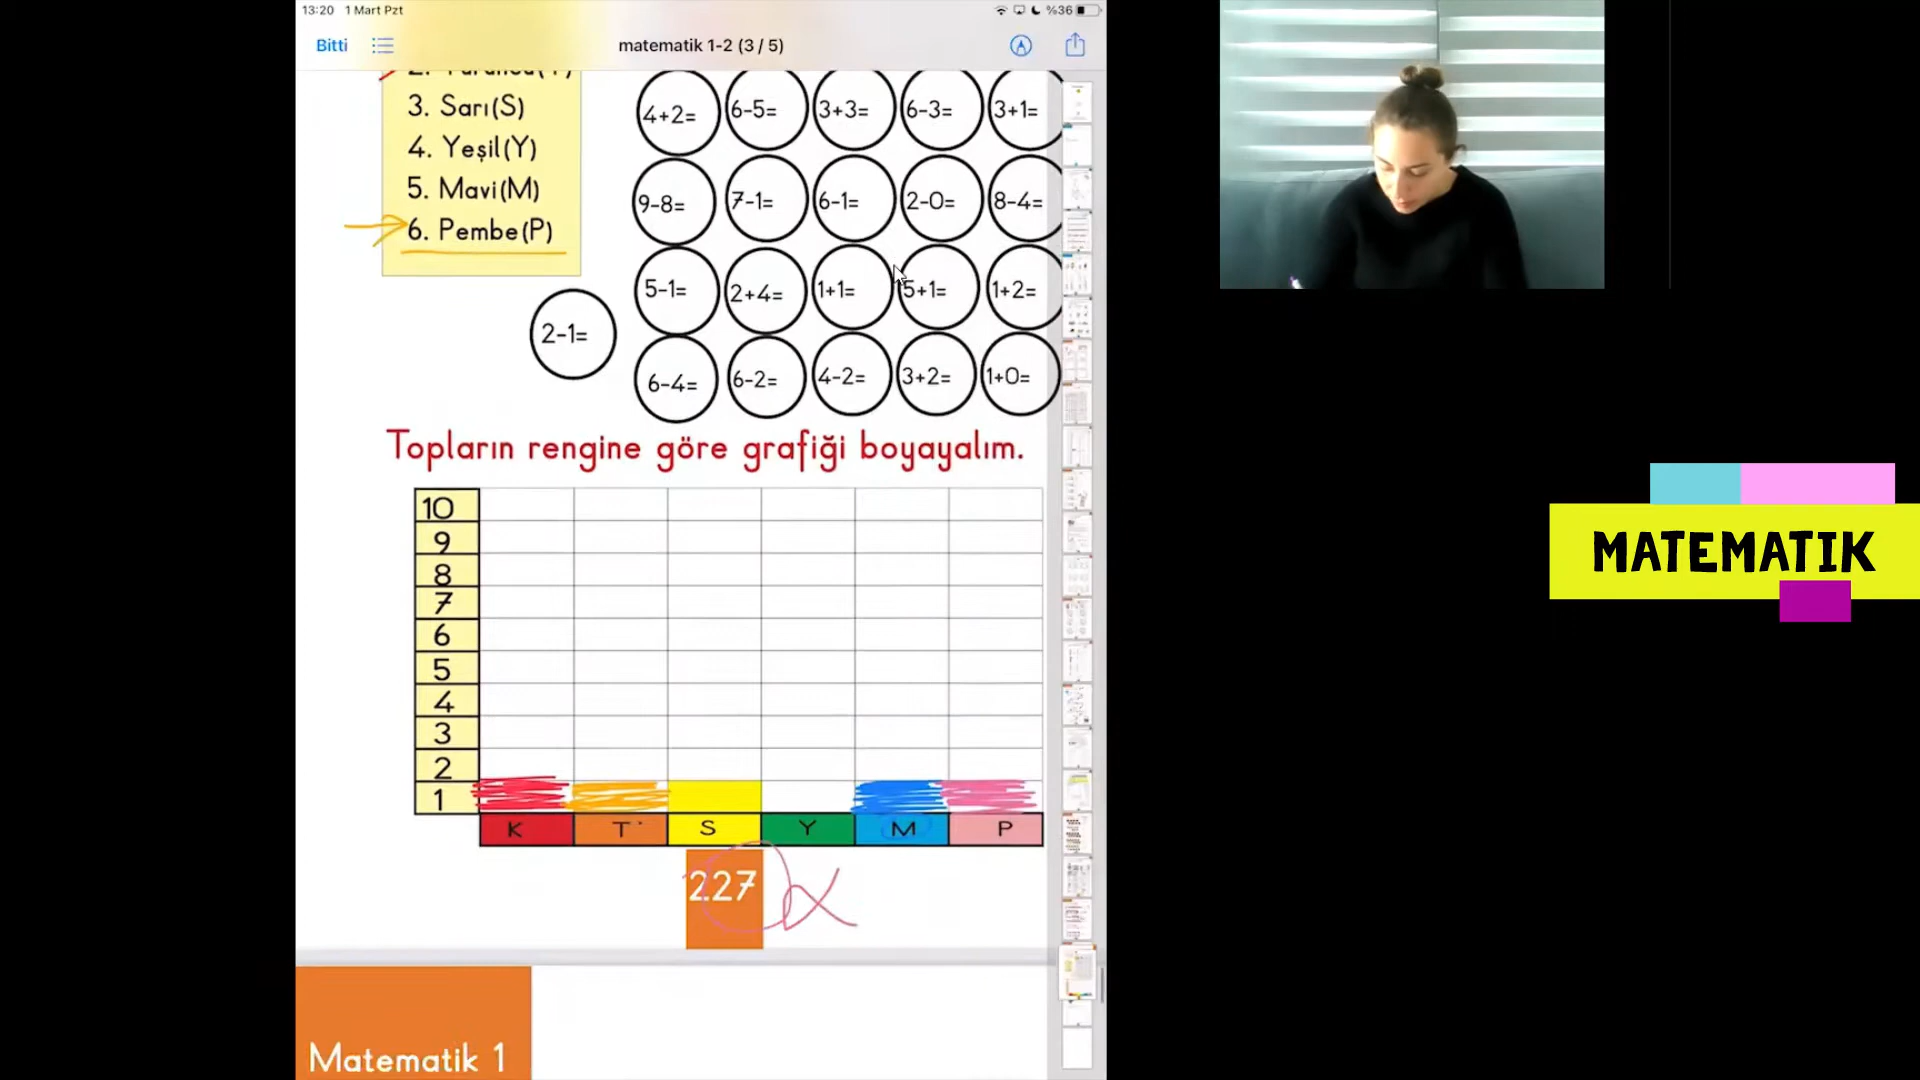 13:20 1 Mart Pzt
%36
Bitti
matematik 1-2 (3 / 5)
3. Sarı(S)
4. Yeşil(Y)
5. Mavi(M)
6. Pembe(P)
4+2= 6-5= 3+3= 6-3= 3+1=
9-8= 7-1= 6-1= 2-0= 8-4=
5-1= 2+4= 1+1= 5+1= 1+2=
2-1=
6-4= 6-2= 4-2= 3+2= 1+0=
Topların rengine göre grafiği boyayalım.
10
9
8
7
6
5
4
3
2
1
K T S Y M P
227
Matematik 1
MATEMATİK